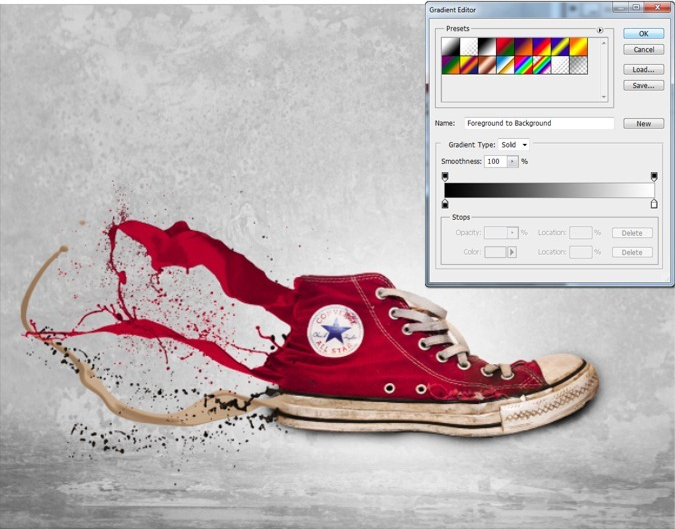 Gradient Editor
Presets
OK
Cancel
Load...
Save...
Name: Foreground to Background
New
Gradient Type: Solid
Smoothness: 100 %
Stops
Opacity: % Location: % Delete
Color: Location: % Delete
CONVERSE
ALL STAR